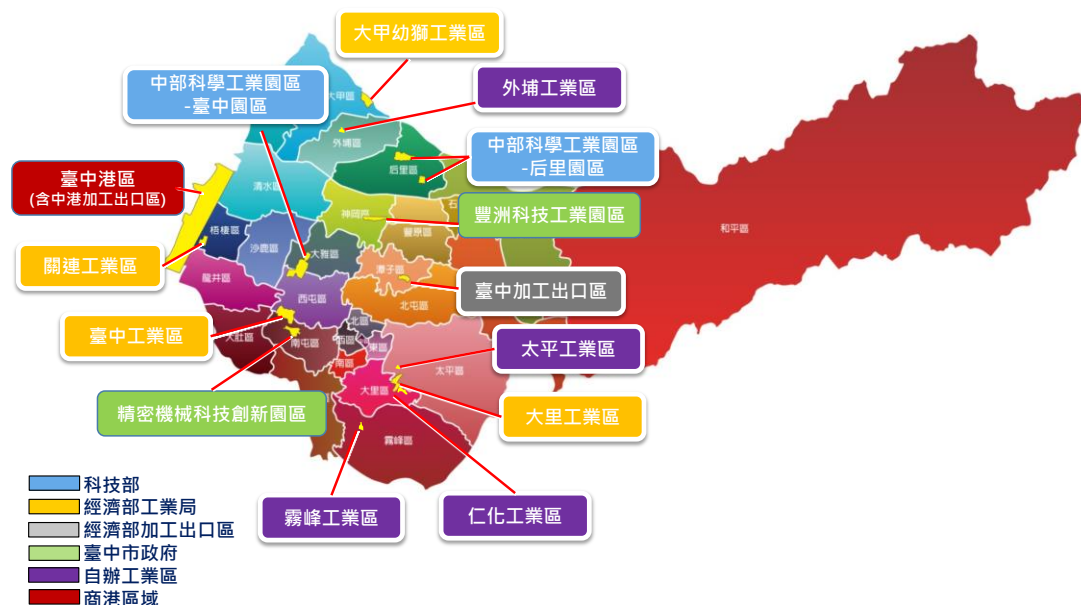 大甲幼獅工業區
中部科學工業園區
-臺中園區
外埔工業區
大甲區
外埔區
中部科學工業園區
-后里園區
后里區
臺中港區
(含中港加工出口區)
清水區
神岡區
豐洲科技工業園區
石
豐原區
和平區
梧棲區
沙鹿區
大雅區
潭子區
關連工業區
龍井區
西屯區
北屯區
臺中加工出口區
臺中工業區
北區
大肚區
南屯區
西區
東區
太平工業區
南區
太平區
大里區
精密機械科技創新園區
大里工業區
霧峰區
霧峰工業區
仁化工業區
科技部
經濟部工業局
經濟部加工出口區
臺中市政府
自辦工業區
商港區域